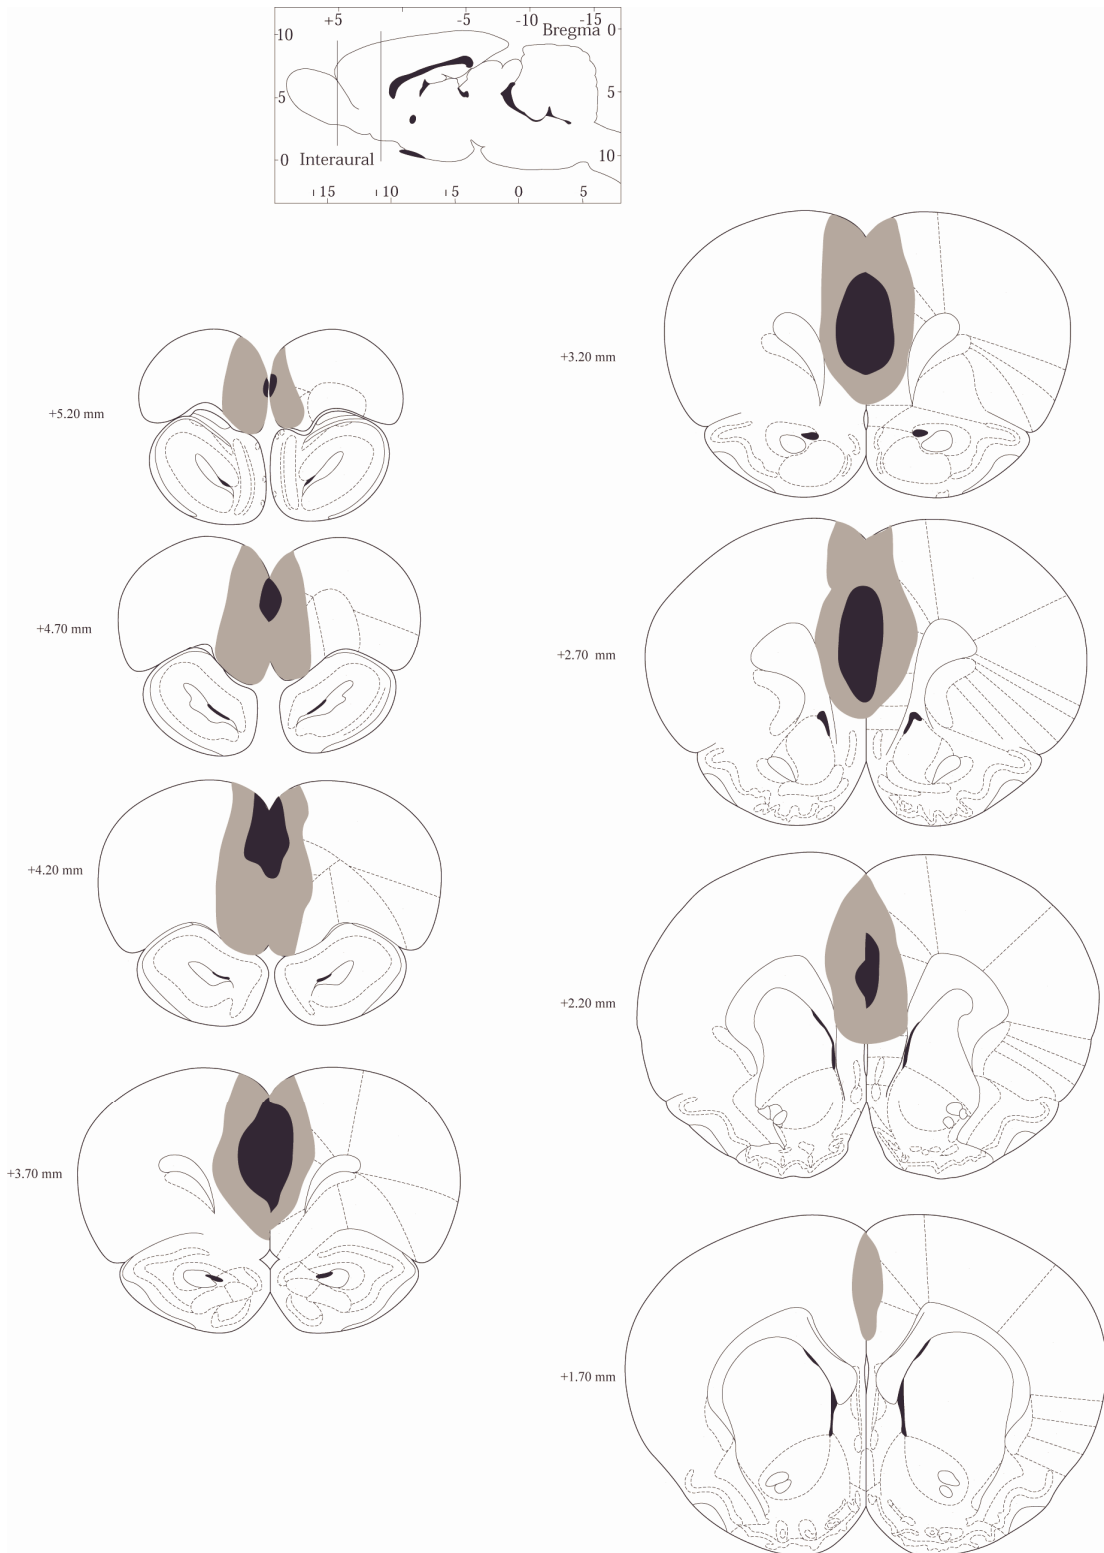 +5 -5 -10 -15
10 Bregma 0
5 5
0 Interaural 10
15 10 5 0 5
+3.20 mm
+5.20 mm
+4.70 mm
+2.70 mm
+4.20 mm
+2.20 mm
+3.70 mm
+1.70 mm